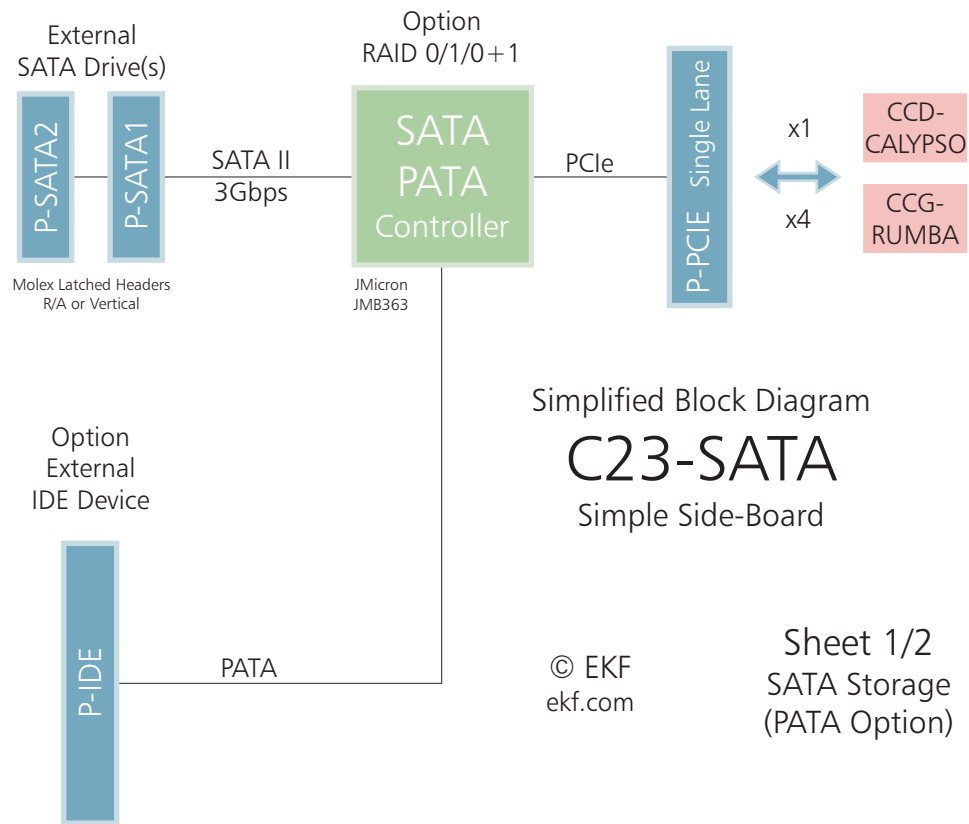 External
SATA Drive(s)
Option
RAID 0/1/0+1
P-SATA2
P-SATA1
SATA II
3Gbps
SATA
PATA
Controller
PCIe
P-PCIE Single Lane
x1
x4
CCD-
CALYPSO
CCG-
RUMBA
Molex Latched Headers
R/A or Vertical
JMicron
JMB363
Simplified Block Diagram
C23-SATA
Simple Side-Board
Option
External
IDE Device
P-IDE
PATA
© EKF
ekf.com
Sheet 1/2
SATA Storage
(PATA Option)